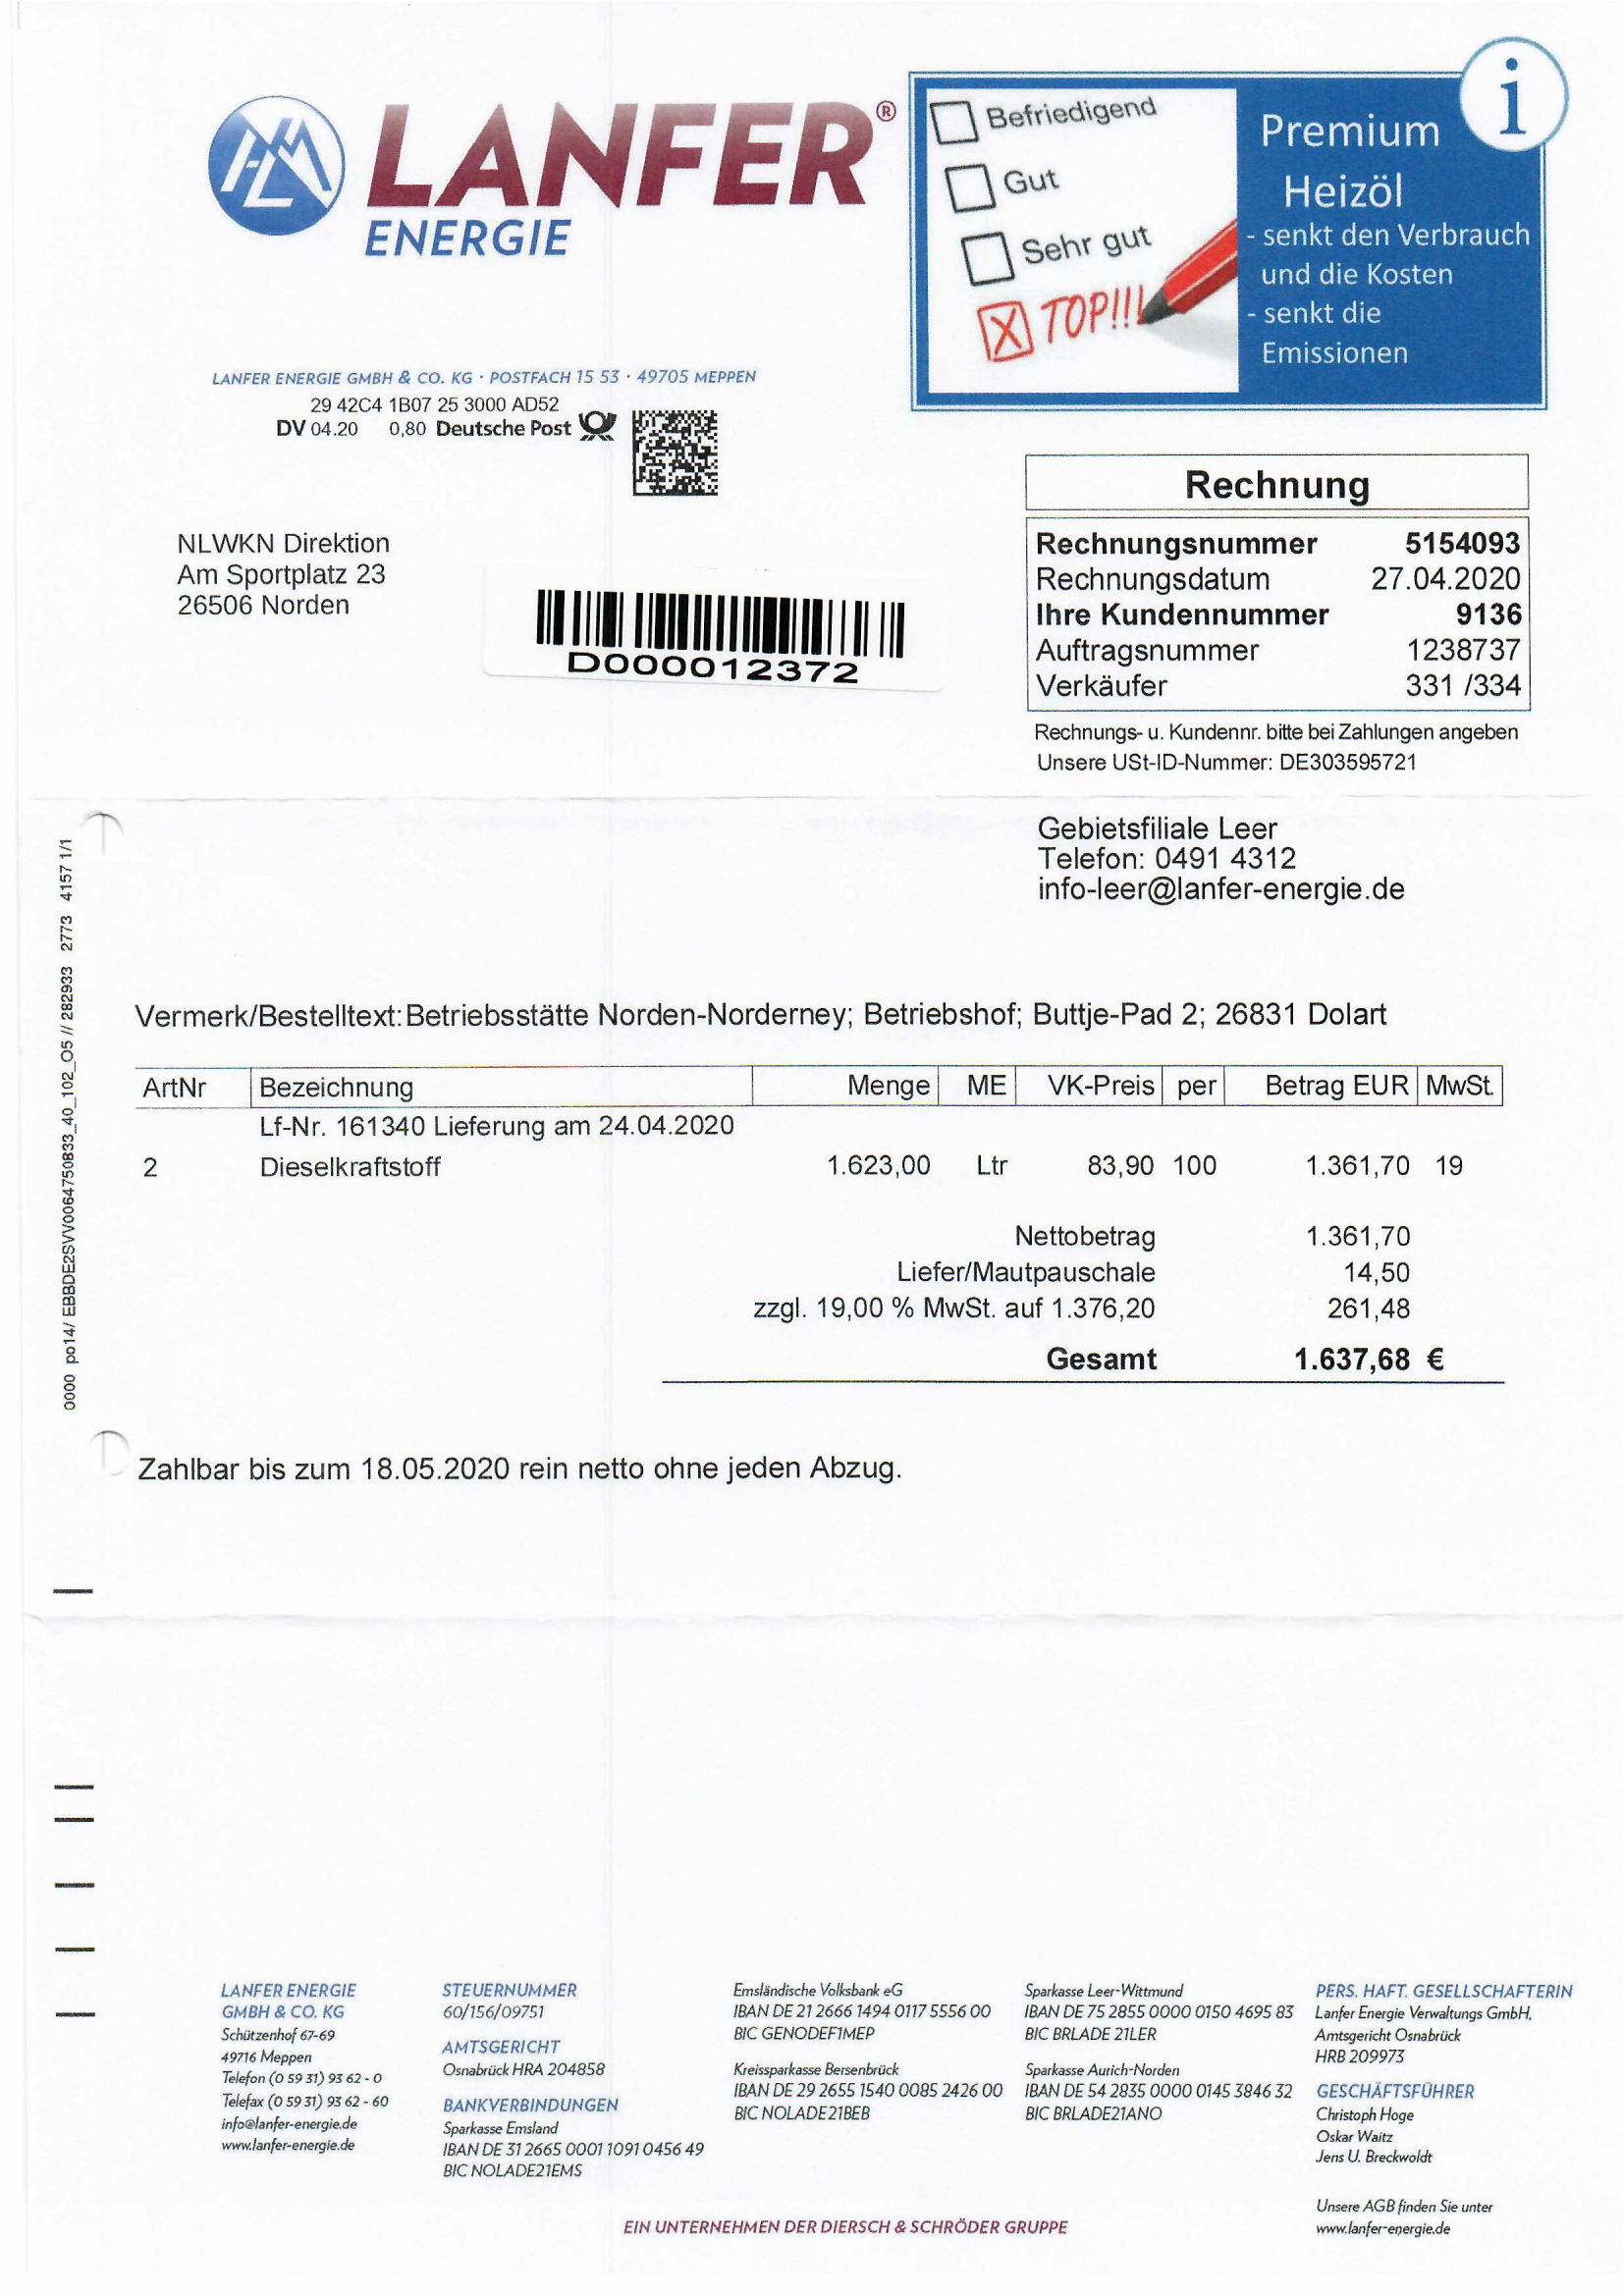 LANFER®
ENERGIE
Befriedigend
Gut
Sehr gut
X TOP!!!
i
Premium
Heizöl
- senkt den Verbrauch
und die Kosten
- senkt die
Emissionen
LANFER ENERGIE GMBH & CO. KG · POSTFACH 15 53 · 49705 MEPPEN
29 42C4 1B07 25 3000 AD52
DV 04.20 0,80 Deutsche Post
NLWKN Direktion
Am Sportplatz 23
26506 Norden
D000012372
Rechnung
Rechnungsnummer 5154093
Rechnungsdatum 27.04.2020
Ihre Kundennummer 9136
Auftragsnummer 1238737
Verkäufer 331 /334
Rechnungs- u. Kundennr. bitte bei Zahlungen angeben
Unsere USt-ID-Nummer: DE303595721
Gebietsfiliale Leer
Telefon: 0491 4312
info-leer@lanfer-energie.de
0000 po14/ EBBDE2SVV0064750833_40_102_O5 // 282933 2773 4157 1/1
Vermerk/Bestelltext: Betriebsstätte Norden-Norderney; Betriebshof; Buttje-Pad 2; 26831 Dolart
ArtNr Bezeichnung Menge ME VK-Preis per Betrag EUR MwSt.
Lf-Nr. 161340 Lieferung am 24.04.2020
2 Dieselkraftstoff 1.623,00 Ltr 83,90 100 1.361,70 19
Nettobetrag 1.361,70
Liefer/Mautpauschale 14,50
zzgl. 19,00 % MwSt. auf 1.376,20 261,48
Gesamt 1.637,68 €
Zahlbar bis zum 18.05.2020 rein netto ohne jeden Abzug.
LANFER ENERGIE
GMBH & CO. KG
Schützenhof 67-69
49716 Meppen
Telefon (0 59 31) 93 62 - 0
Telefax (0 59 31) 93 62 - 60
info@lanfer-energie.de
www.lanfer-energie.de
STEUERNUMMER
60/156/09751
AMTSGERICHT
Osnabrück HRA 204858
BANKVERBINDUNGEN
Sparkasse Emsland
IBAN DE 31 2665 0001 1091 0456 49
BIC NOLADE21EMS
Emsländische Volksbank eG
IBAN DE 21 2666 1494 0117 5556 00
BIC GENODEF1MEP
Kreissparkasse Bersenbrück
IBAN DE 29 2655 1540 0085 2426 00
BIC NOLADE21BEB
Sparkasse Leer-Wittmund
IBAN DE 75 2855 0000 0150 4695 83
BIC BRLADE 21LER
Sparkasse Aurich-Norden
IBAN DE 54 2835 0000 0145 3846 32
BIC BRLADE21ANO
PERS. HAFT. GESELLSCHAFTERIN
Lanfer Energie Verwaltungs GmbH,
Amtsgericht Osnabrück
HRB 209973
GESCHÄFTSFÜHRER
Christoph Hoge
Oskar Waitz
Jens U. Breckwoldt
Unsere AGB finden Sie unter
www.lanfer-energie.de
EIN UNTERNEHMEN DER DIERSCH & SCHRÖDER GRUPPE